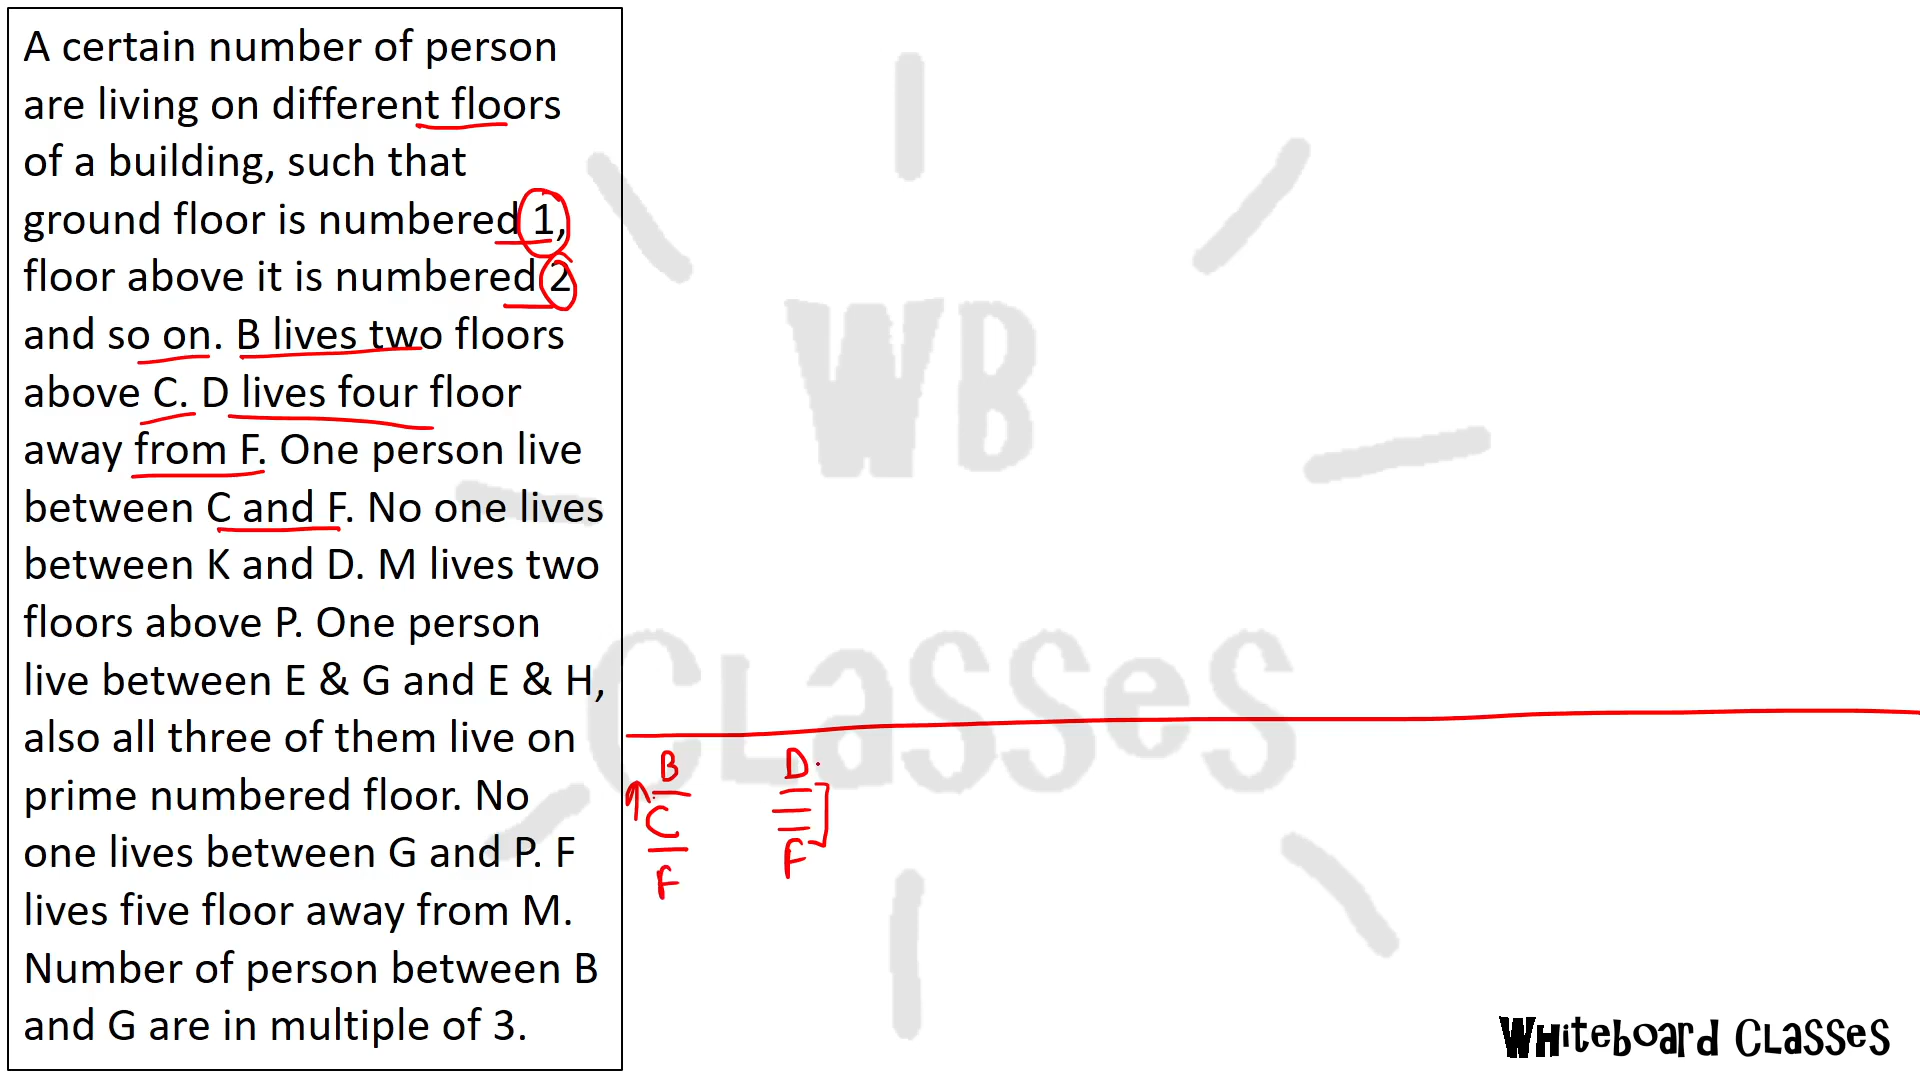 A certain number of person
are living on different floors
of a building, such that
ground floor is numbered 1,
floor above it is numbered 2
and so on. B lives two floors
above C. D lives four floor
away from F. One person live
between C and F. No one lives
between K and D. M lives two
floors above P. One person
live between E & G and E & H,
also all three of them live on
prime numbered floor. No
one lives between G and P. F
lives five floor away from M.
Number of person between B
and G are in multiple of 3.
WB
Classes
B
C
F
D
F
Whiteboard Classes